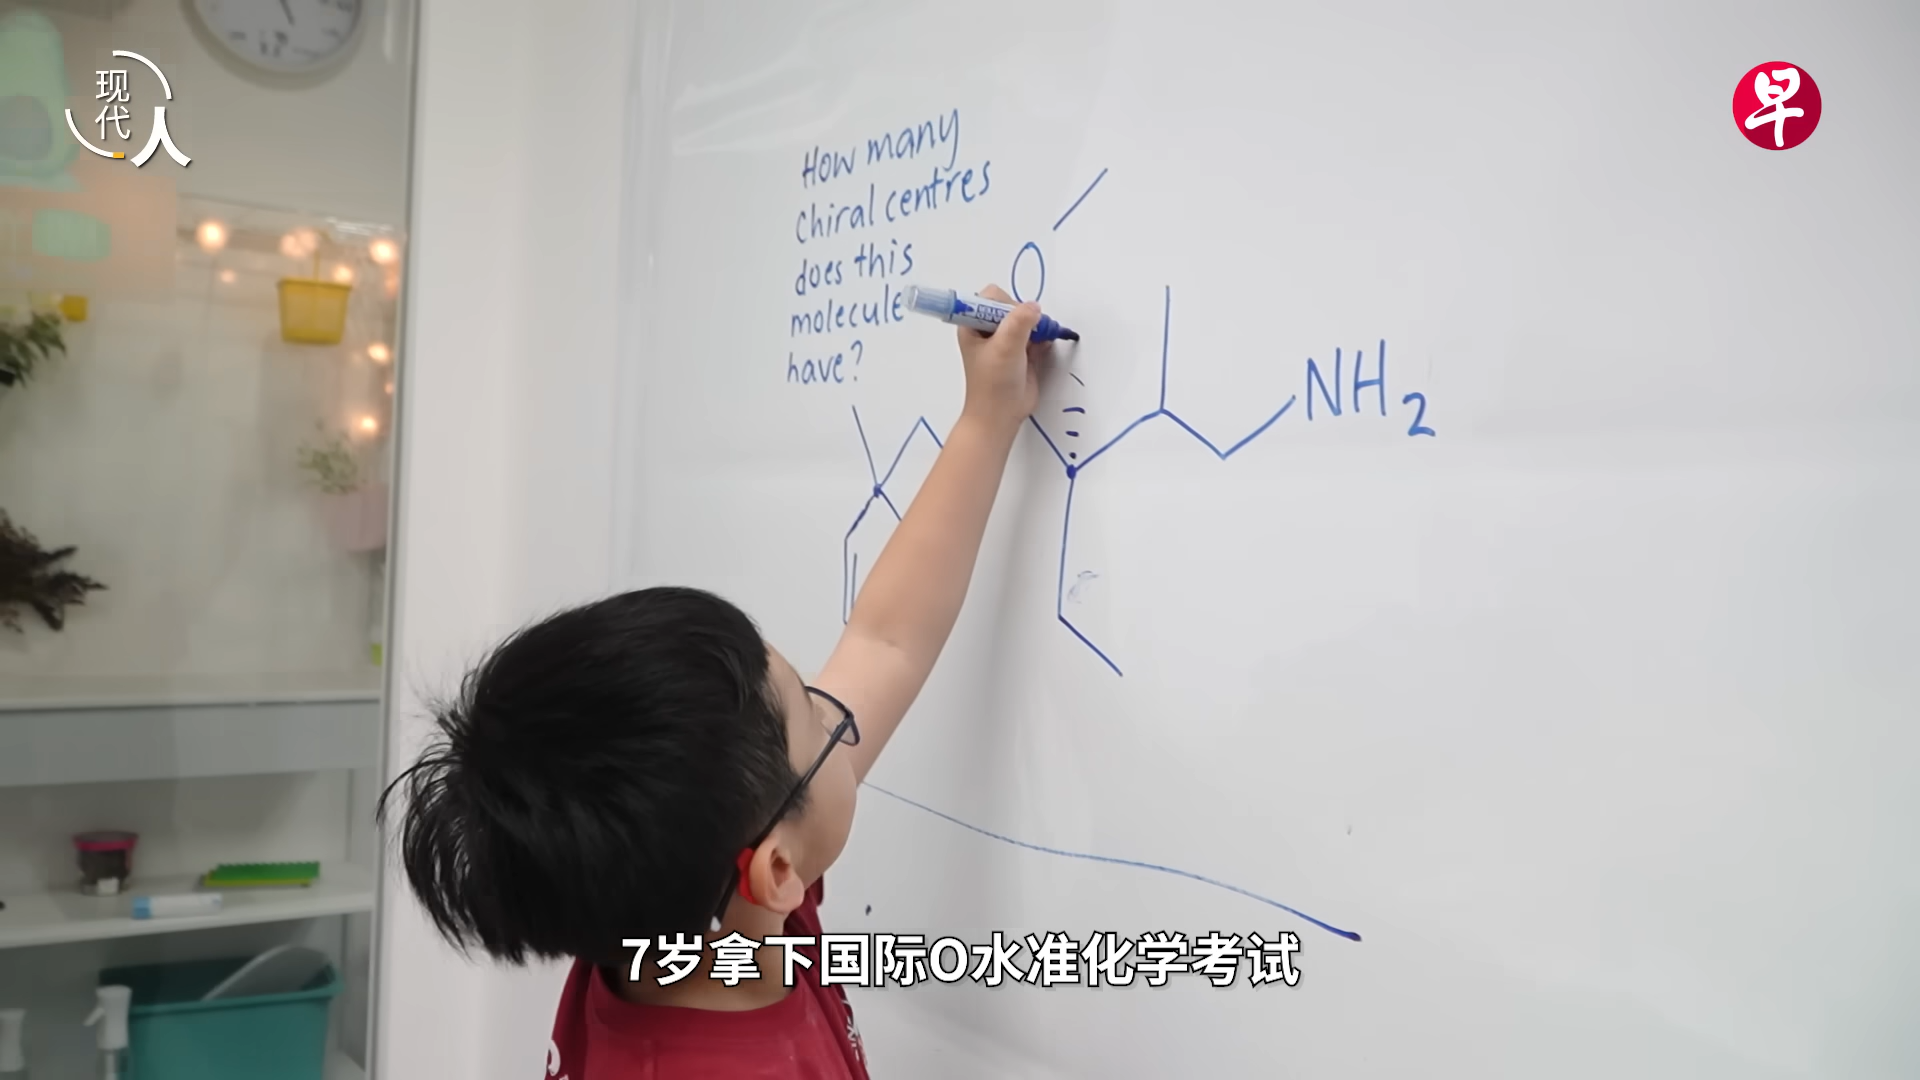 现代人
早
How many
chiral centres
does this
molecule
have?
O
NH2
7岁拿下国际O水准化学考试